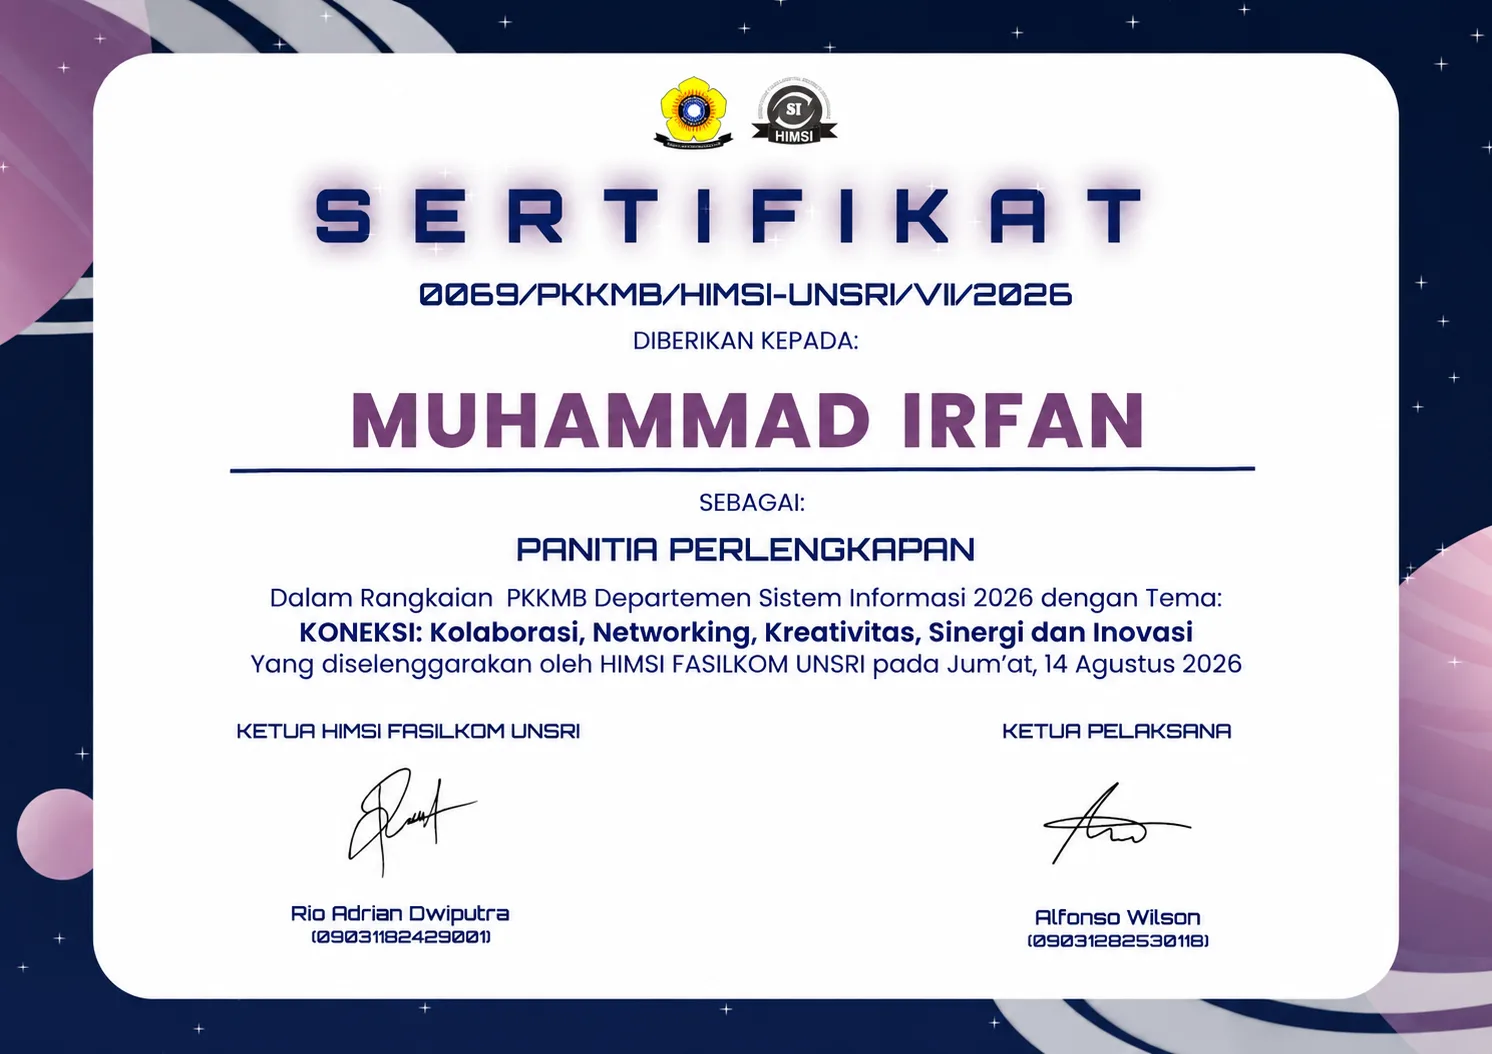 SI
HIMSI
SERTIFIKAT
0069/PKKMB/HIMSI-UNSRI/VII/2026
DIBERIKAN KEPADA:
MUHAMMAD IRFAN
SEBAGAI:
PANITIA PERLENGKAPAN
Dalam Rangkaian PKKMB Departemen Sistem Informasi 2026 dengan Tema:
KONEKSI: Kolaborasi, Networking, Kreativitas, Sinergi dan Inovasi
Yang diselenggarakan oleh HIMSI FASILKOM UNSRI pada Jum’at, 14 Agustus 2026
KETUA HIMSI FASILKOM UNSRI
Rio Adrian Dwiputra
(09031182429001)
KETUA PELAKSANA
Alfonso Wilson
(09031282530118)